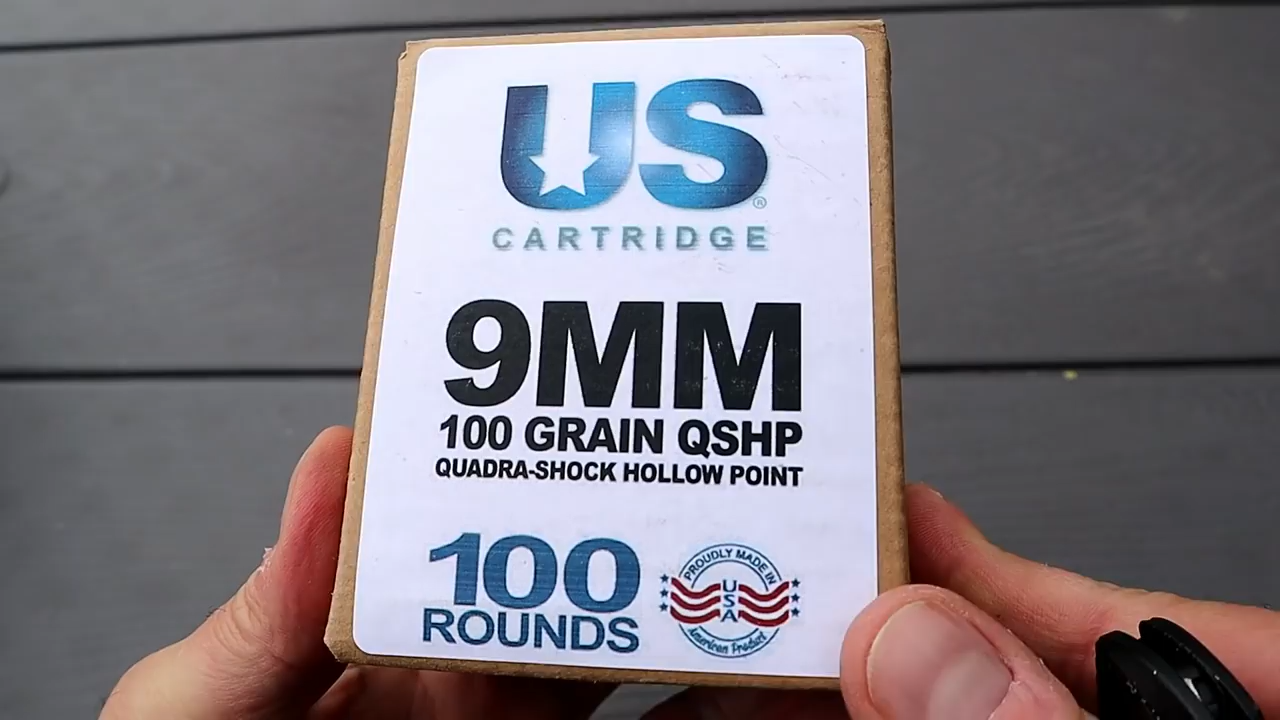 US®
CARTRIDGE
9MM
100 GRAIN QSHP
QUADRA-SHOCK HOLLOW POINT
100
ROUNDS
PROUDLY MADE IN
USA
American Product